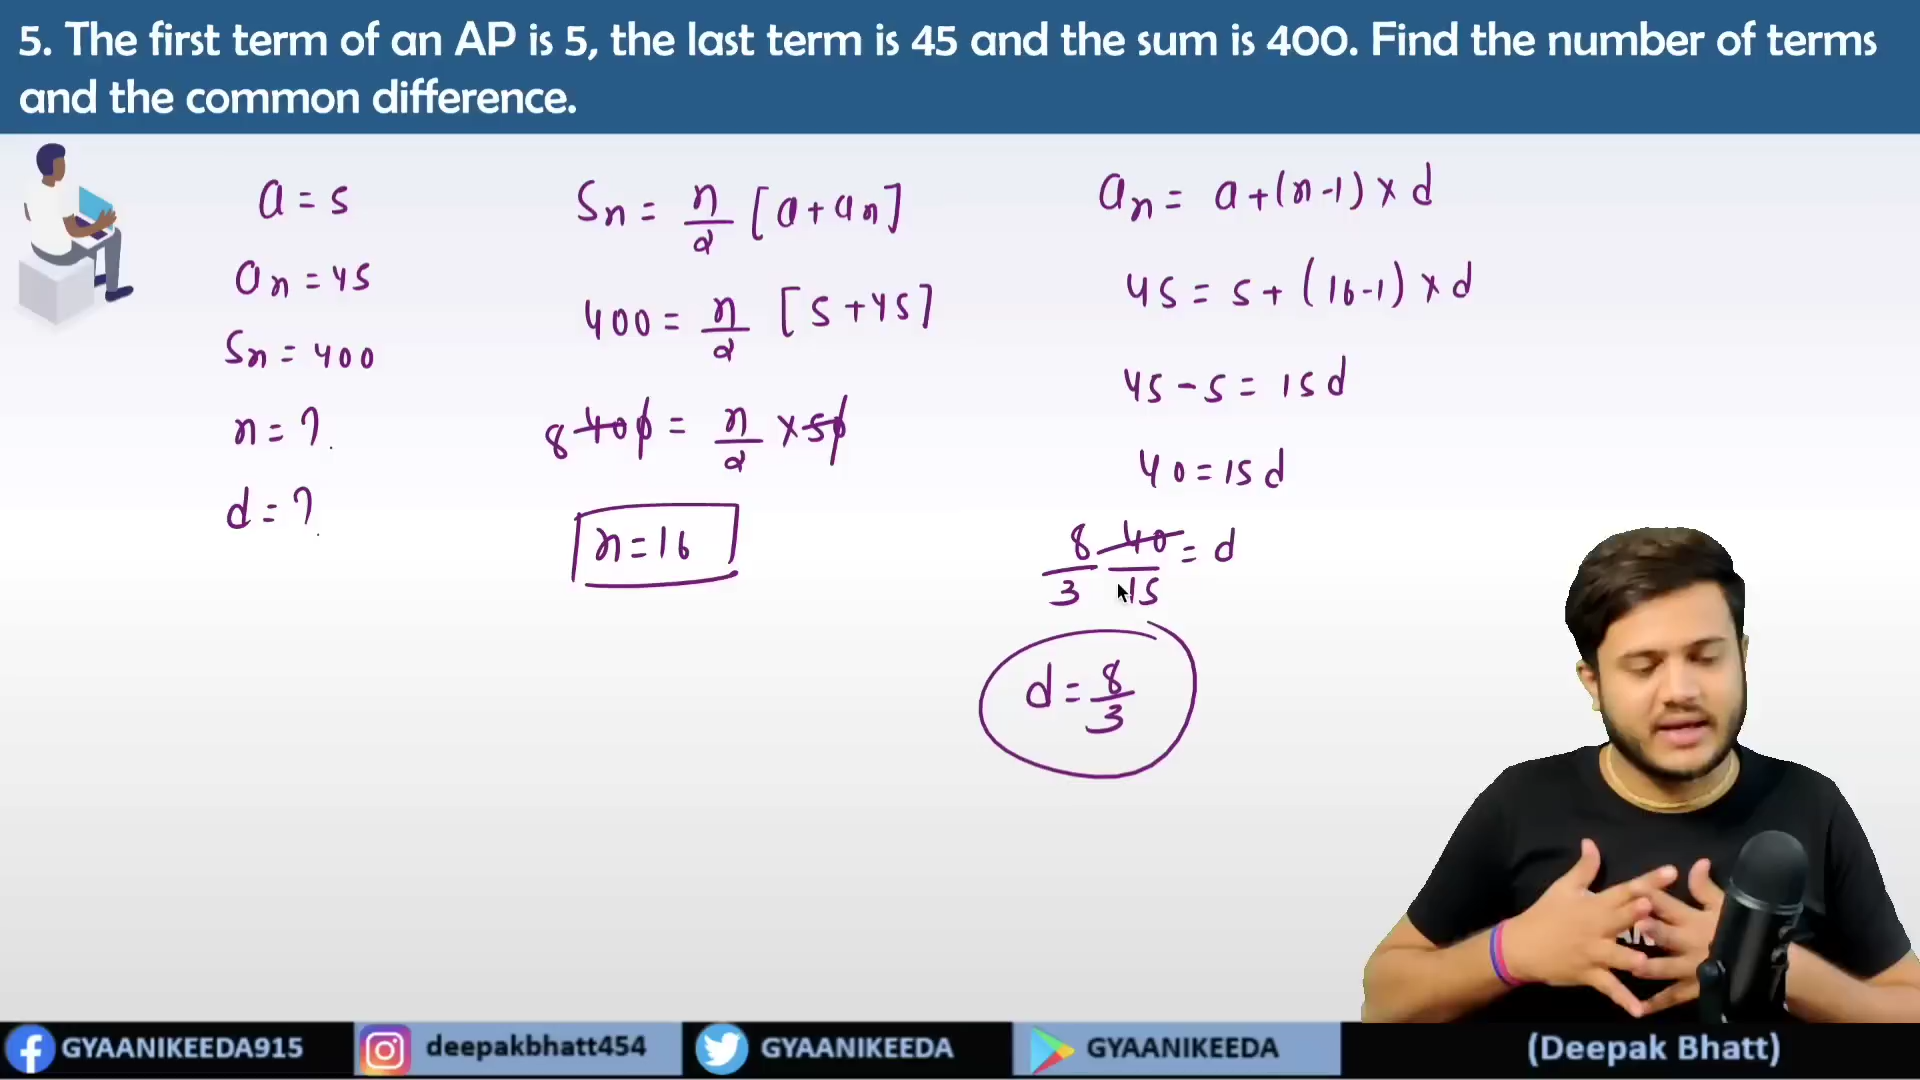 5. The first term of an AP is 5, the last term is 45 and the sum is 400. Find the number of terms
and the common difference.
a = 5
an = 45
Sn = 400
n = ?
d = ?
Sn = n/2 [a + an]
400 = n/2 [5 + 45]
8 400 = n/2 × 50
n = 16
an = a + (n-1) × d
45 = 5 + (16-1) × d
45 - 5 = 15d
40 = 15d
8/3 40/15 = d
d = 8/3
GYAANIKEEDA915
deepakbhatt454
GYAANIKEEDA
GYAANIKEEDA
(Deepak Bhatt)